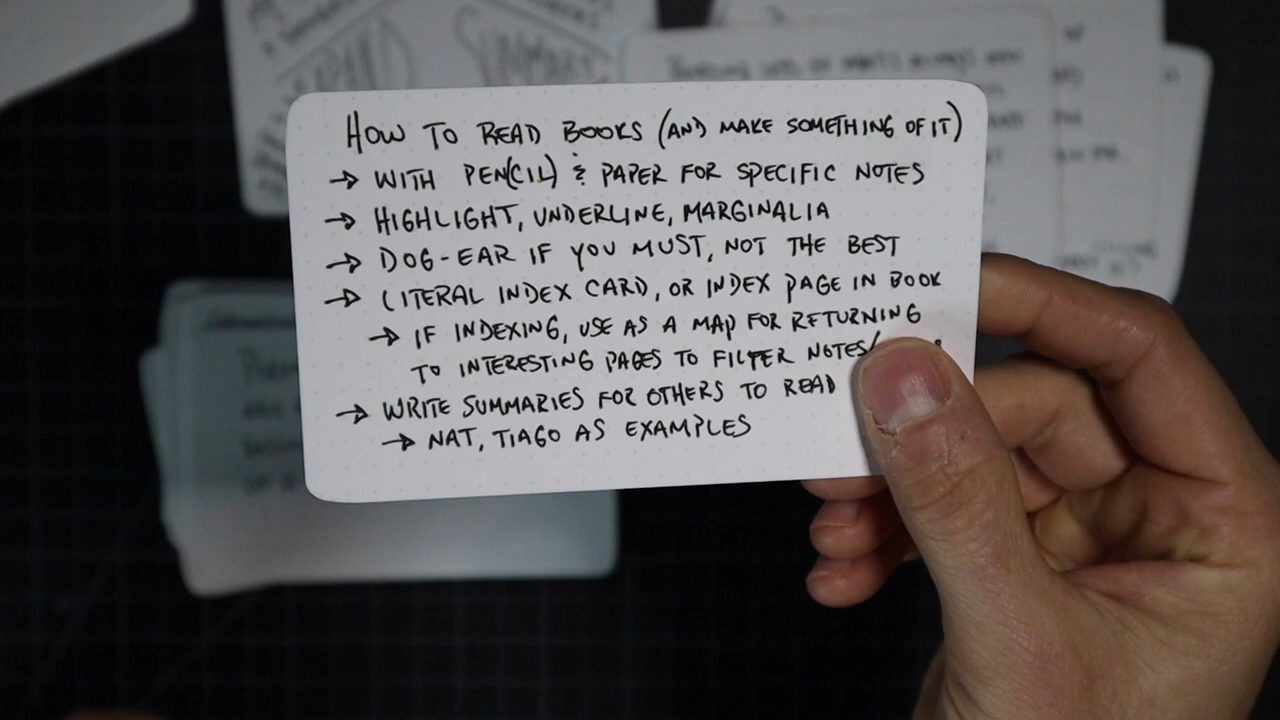 HOW TO READ BOOKS (AND MAKE SOMETHING OF IT)
→ WITH PEN(CIL) & PAPER FOR SPECIFIC NOTES
→ HIGHLIGHT, UNDERLINE, MARGINALIA
→ DOG-EAR IF YOU MUST, NOT THE BEST
→ LITERAL INDEX CARD, OR INDEX PAGE IN BOOK
→ IF INDEXING, USE AS A MAP FOR RETURNING
TO INTERESTING PAGES TO FILTER NOTES/
→ WRITE SUMMARIES FOR OTHERS TO READ
→ NAT, TIAGO AS EXAMPLES
EXPAND
SUMMARY